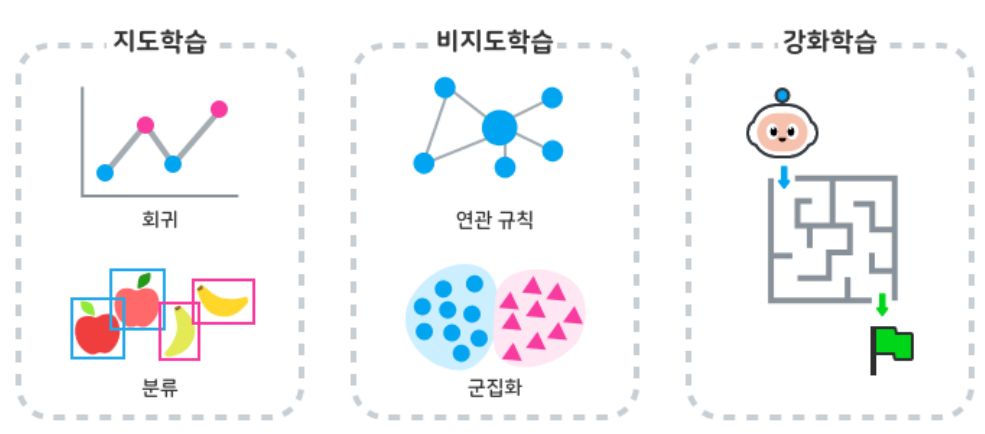 지도학습
비지도학습
강화학습
회귀
연관 규칙
분류
군집화